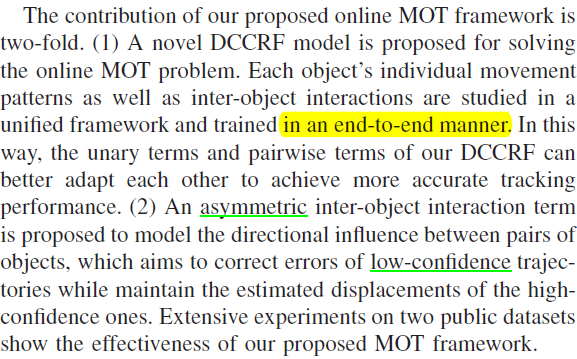 The contribution of our proposed online MOT framework is
two-fold. (1) A novel DCCRF model is proposed for solving
the online MOT problem. Each object's individual movement
patterns as well as inter-object interactions are studied in a
unified framework and trained in an end-to-end manner. In this
way, the unary terms and pairwise terms of our DCCRF can
better adapt each other to achieve more accurate tracking
performance. (2) An asymmetric inter-object interaction term
is proposed to model the directional influence between pairs of
objects, which aims to correct errors of low-confidence trajec-
tories while maintain the estimated displacements of the high-
confidence ones. Extensive experiments on two public datasets
show the effectiveness of our proposed MOT framework.